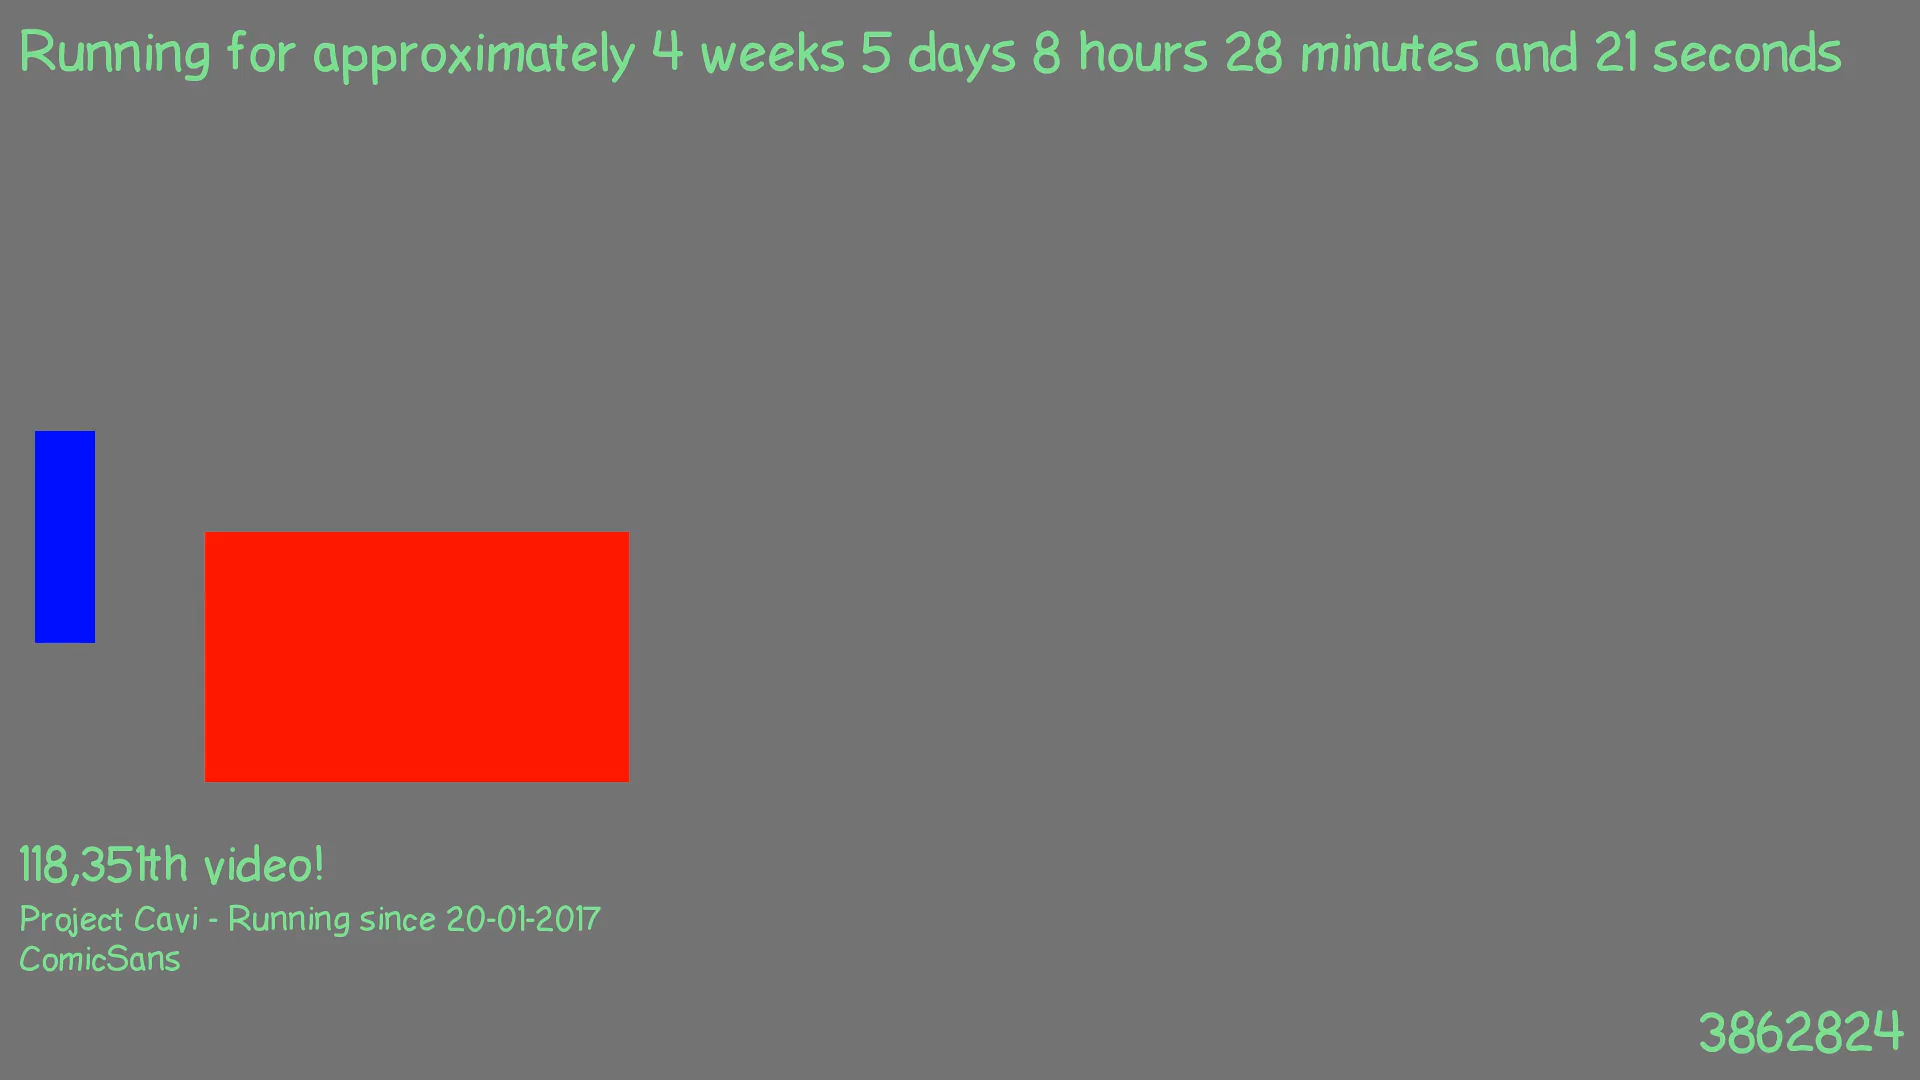 Running for approximately 4 weeks 5 days 8 hours 28 minutes and 21 seconds
118,351th video!
Project Cavi - Running since 20-01-2017
ComicSans
3862824